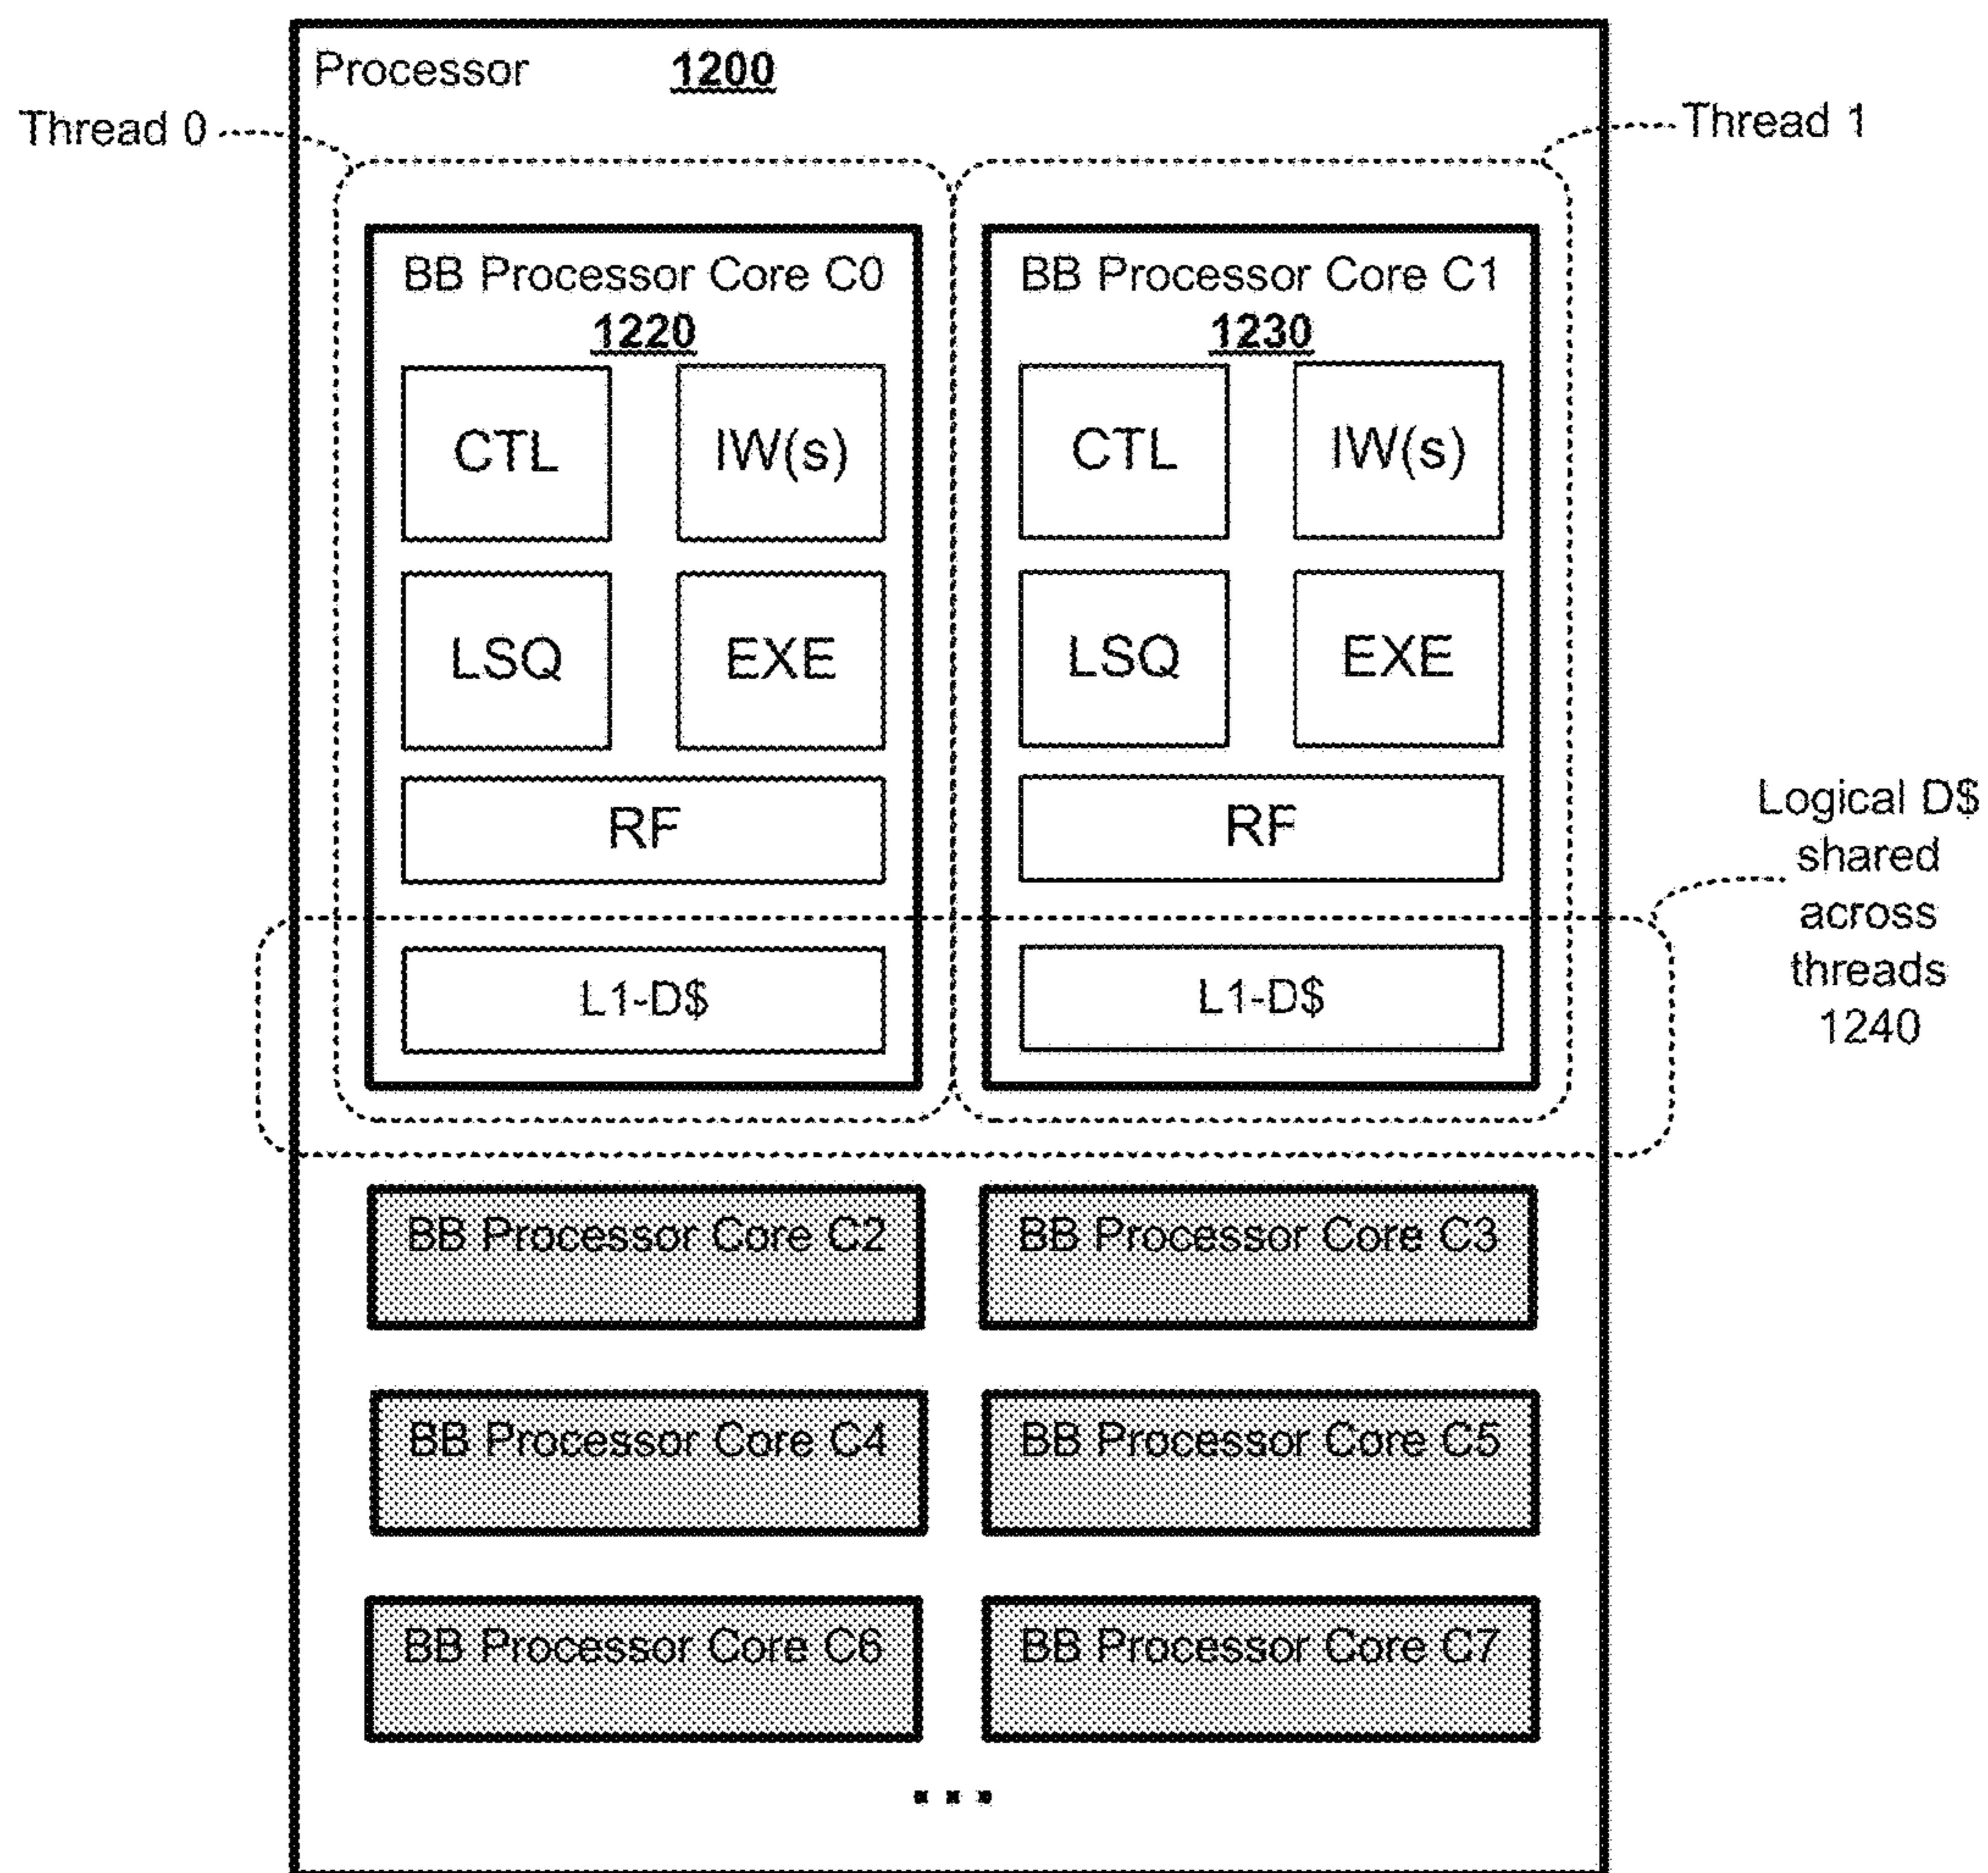 Processor 1200
Thread 0
Thread 1
BB Processor Core C0
1220
CTL
IW(s)
LSQ
EXE
RF
L1-D$
BB Processor Core C1
1230
CTL
IW(s)
LSQ
EXE
RF
L1-D$
Logical D$
shared
across
threads
1240
BB Processor Core C2
BB Processor Core C3
BB Processor Core C4
BB Processor Core C5
BB Processor Core C6
BB Processor Core C7
...